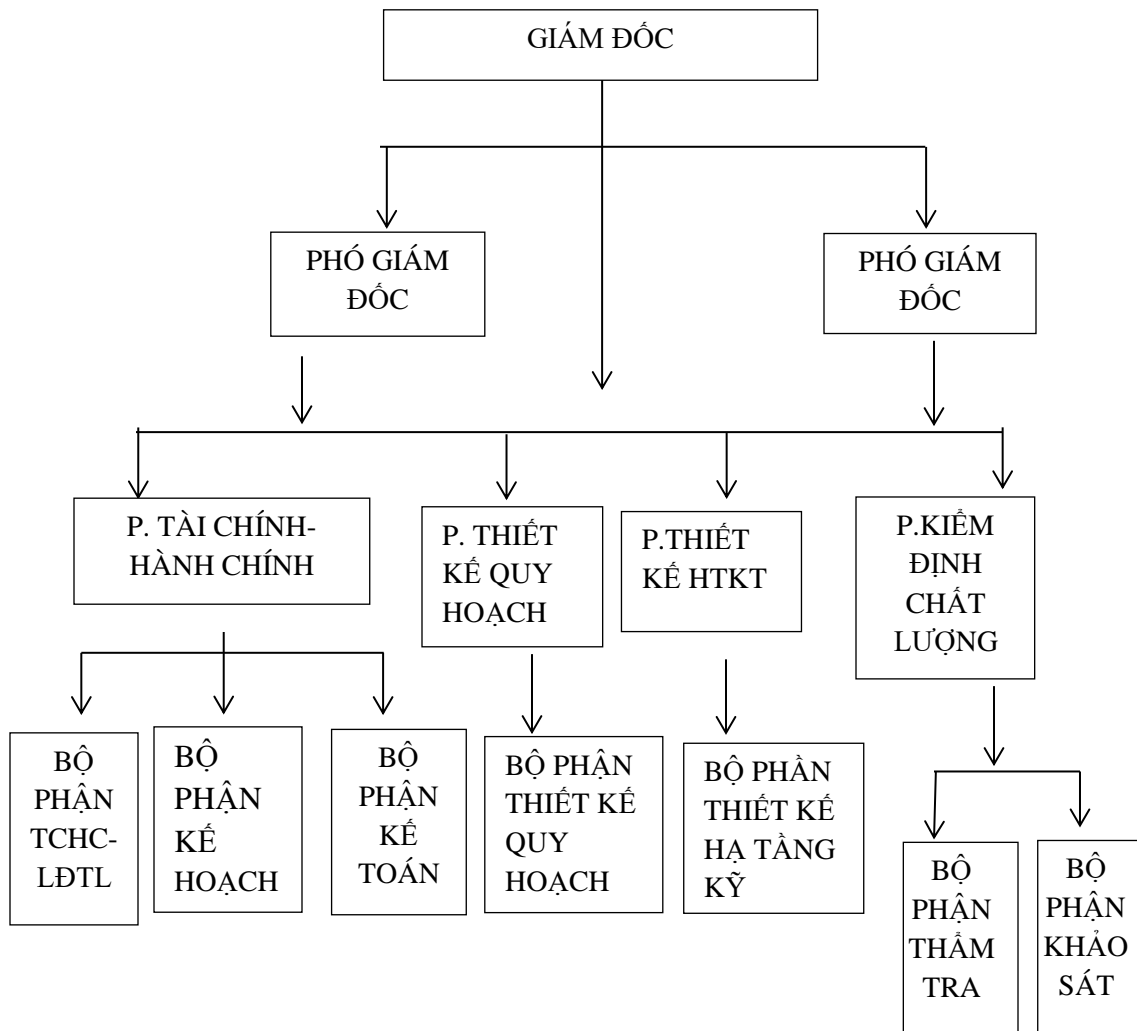 GIÁM ĐỐC
PHÓ GIÁM
ĐỐC
PHÓ GIÁM
ĐỐC
P. TÀI CHÍNH-
HÀNH CHÍNH
P. THIẾT
KẾ QUY
HOẠCH
P.THIẾT
KẾ HTKT
P.KIỂM
ĐỊNH
CHẤT
LƯỢNG
BỘ
PHẬN
TCHC-
LĐTL
BỘ
PHẬN
KẾ
HOẠCH
BỘ
PHẬN
KẾ
TOÁN
BỘ PHẬN
THIẾT KẾ
QUY
HOẠCH
BỘ PHẦN
THIẾT KẾ
HẠ TẦNG
KỸ
BỘ
PHẬN
THẨM
TRA
BỘ
PHẬN
KHẢO
SÁT